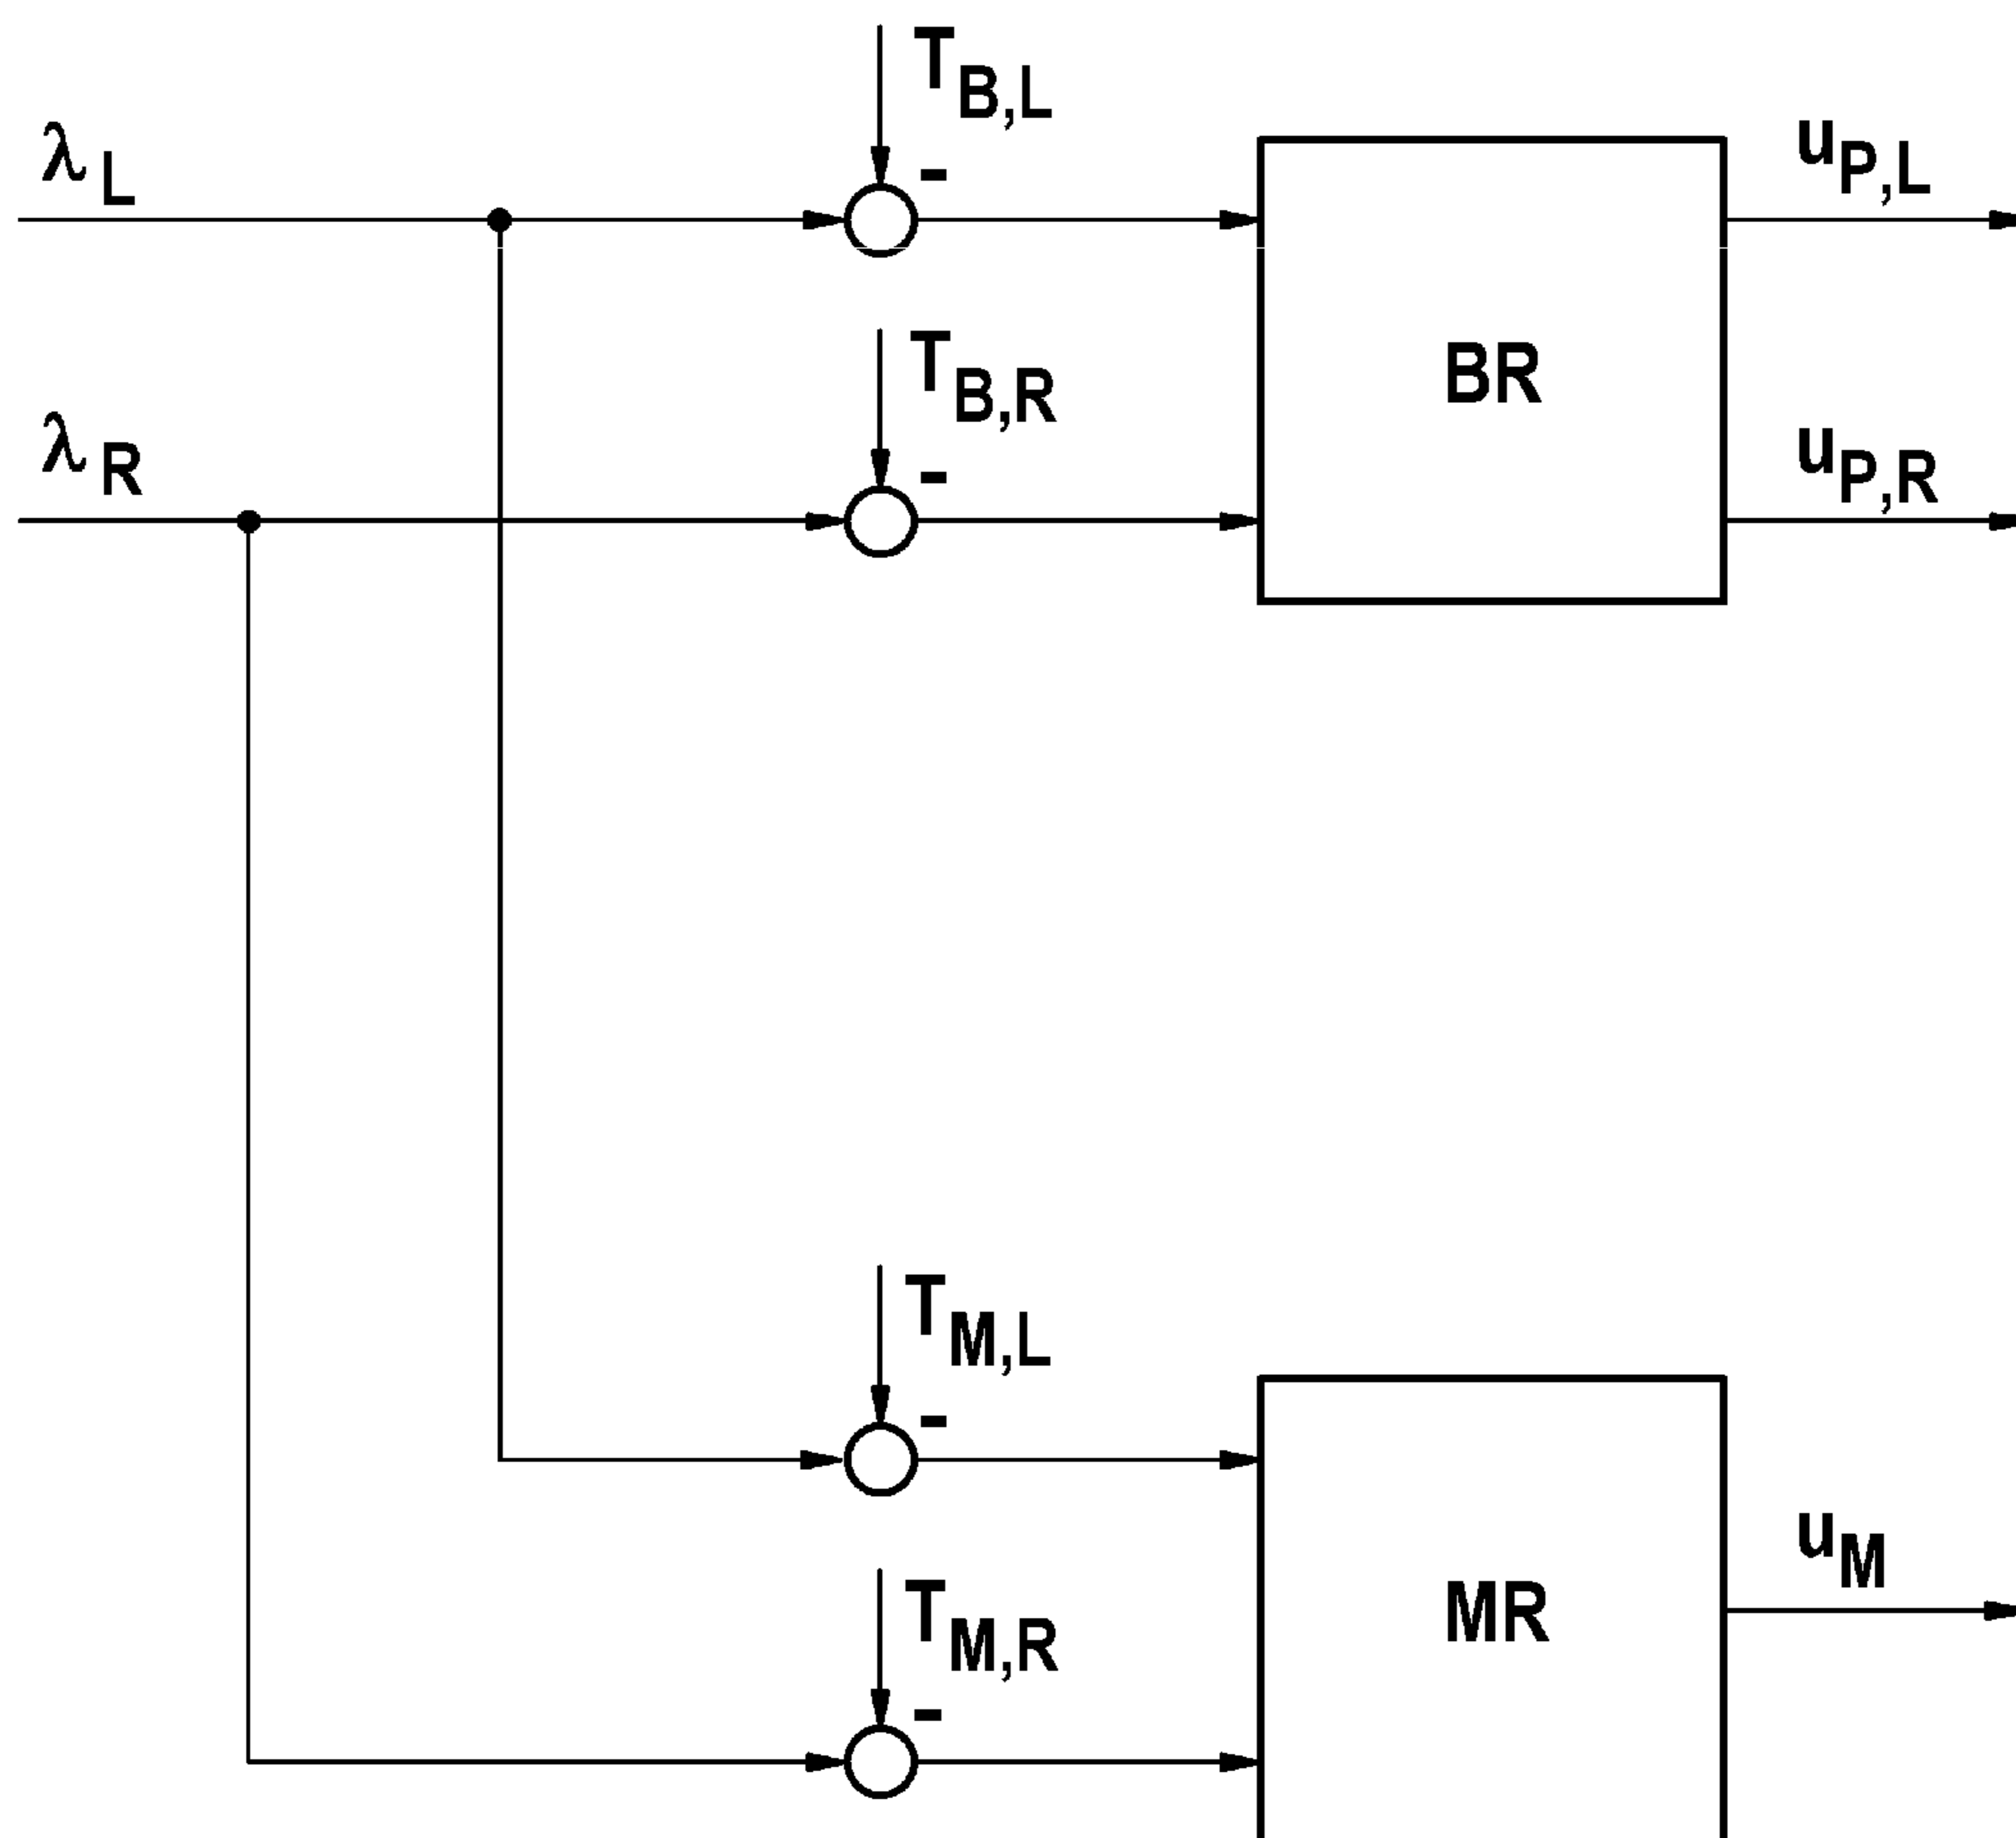 T B,L
λ L
u P,L
-
T B,R
BR
λ R
u P,R
-
T M,L
-
u M
T M,R
MR
-